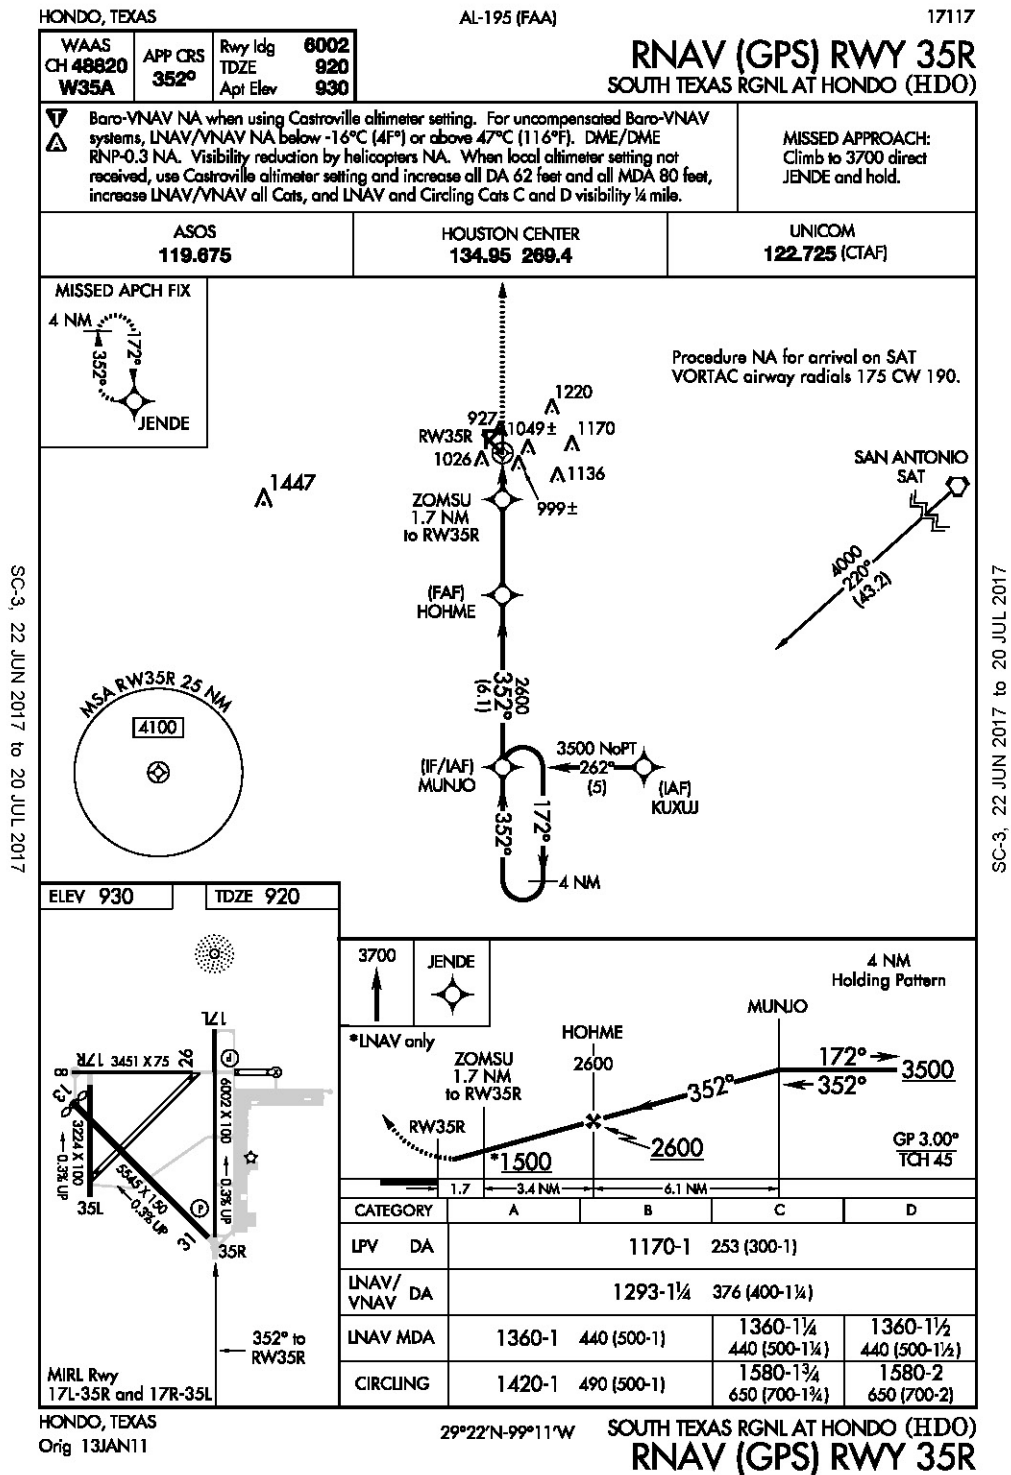 HONDO, TEXAS
AL-195 (FAA)
17117
WAAS
CH 48820
W35A
APP CRS
352°
Rwy ldg 6002
TDZE 920
Apt Elev 930
RNAV (GPS) RWY 35R
SOUTH TEXAS RGNL AT HONDO (HDO)
T
A
Baro-VNAV NA when using Castroville altimeter setting. For uncompensated Baro-VNAV
systems, LNAV/VNAV NA below -16°C (4F°) or above 47°C (116°F). DME/DME
RNP-0.3 NA. Visibility reduction by helicopters NA. When local altimeter setting not
received, use Castroville altimeter setting and increase all DA 62 feet and all MDA 80 feet,
increase LNAV/VNAV all Cats, and LNAV and Circling Cats C and D visibility ¼ mile.
MISSED APPROACH:
Climb to 3700 direct
JENDE and hold.
ASOS
119.675
HOUSTON CENTER
134.95 269.4
UNICOM
122.725 (CTAF)
MISSED APCH FIX
4 NM
352°
172°
JENDE
Procedure NA for arrival on SAT
VORTAC airway radials 175 CW 190.
1220
927
1049±
1170
RW35R
1026
1136
999±
1447
ZOMSU
1.7 NM
to RW35R
SAN ANTONIO
SAT
4000
220°
(43.2)
(FAF)
HOHME
2600
352°
(6.1)
MSA RW35R 25 NM
4100
(IF/IAF)
MUNJO
3500 NoPT
262°
(5)
(IAF)
KUXUJ
352°
172°
4 NM
SC-3, 22 JUN 2017 to 20 JUL 2017
SC-3, 22 JUN 2017 to 20 JUL 2017
ELEV 930
TDZE 920
17L
17R
3451 X 75
26
P
13
3224 X 100
0.3% UP
6002 X 100
0.3% UP
5545 X 150
0.3% UP
P
35L
31
35R
352° to
RW35R
MIRL Rwy
17L-35R and 17R-35L
3700
JENDE
4 NM
Holding Pattern
*LNAV only
ZOMSU
1.7 NM
to RW35R
HOHME
2600
MUNJO
172°
352°
3500
352°
RW35R
*1500
2600
GP 3.00°
TCH 45
1.7
3.4 NM
6.1 NM
CATEGORY A B C D
LPV DA 1170-1 253 (300-1)
LNAV/
VNAV DA 1293-1¼ 376 (400-1¼)
LNAV MDA 1360-1 440 (500-1)
1360-1¼
440 (500-1¼)
1360-1½
440 (500-1½)
CIRCLING 1420-1 490 (500-1)
1580-1¾
650 (700-1¾)
1580-2
650 (700-2)
HONDO, TEXAS
Orig 13JAN11
29°22'N-99°11'W
SOUTH TEXAS RGNL AT HONDO (HDO)
RNAV (GPS) RWY 35R